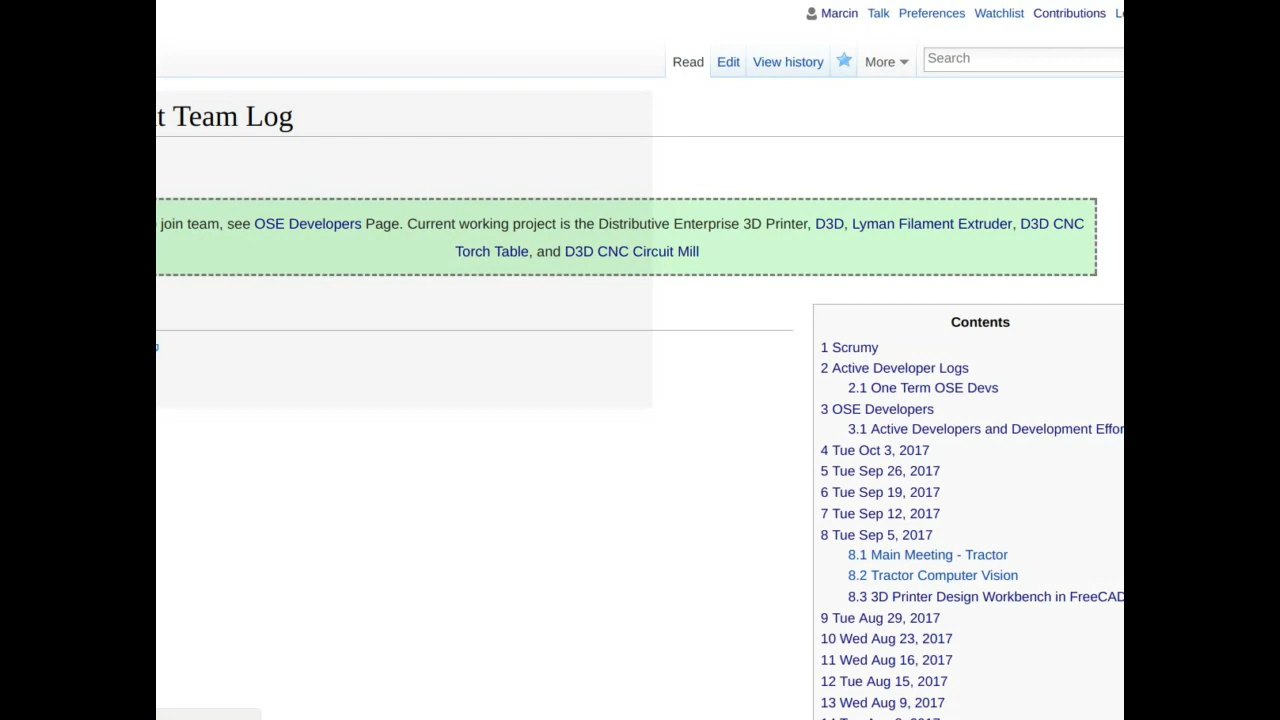 Marcin Talk Preferences Watchlist Contributions
Read Edit View history More Search
t Team Log
join team, see OSE Developers Page. Current working project is the Distributive Enterprise 3D Printer, D3D, Lyman Filament Extruder, D3D CNC
Torch Table, and D3D CNC Circuit Mill
Contents
1 Scrumy
2 Active Developer Logs
2.1 One Term OSE Devs
3 OSE Developers
3.1 Active Developers and Development Effor
4 Tue Oct 3, 2017
5 Tue Sep 26, 2017
6 Tue Sep 19, 2017
7 Tue Sep 12, 2017
8 Tue Sep 5, 2017
8.1 Main Meeting - Tractor
8.2 Tractor Computer Vision
8.3 3D Printer Design Workbench in FreeCAD
9 Tue Aug 29, 2017
10 Wed Aug 23, 2017
11 Wed Aug 16, 2017
12 Tue Aug 15, 2017
13 Wed Aug 9, 2017